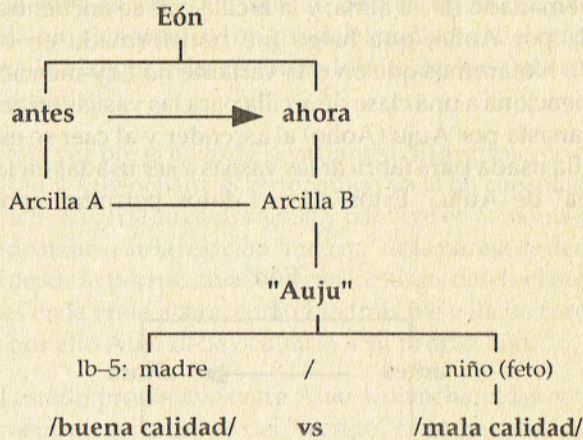 Eón
antes ahora
Arcilla A Arcilla B
"Auju"
lb–5: madre / niño (feto)
/buena calidad/ vs /mala calidad/